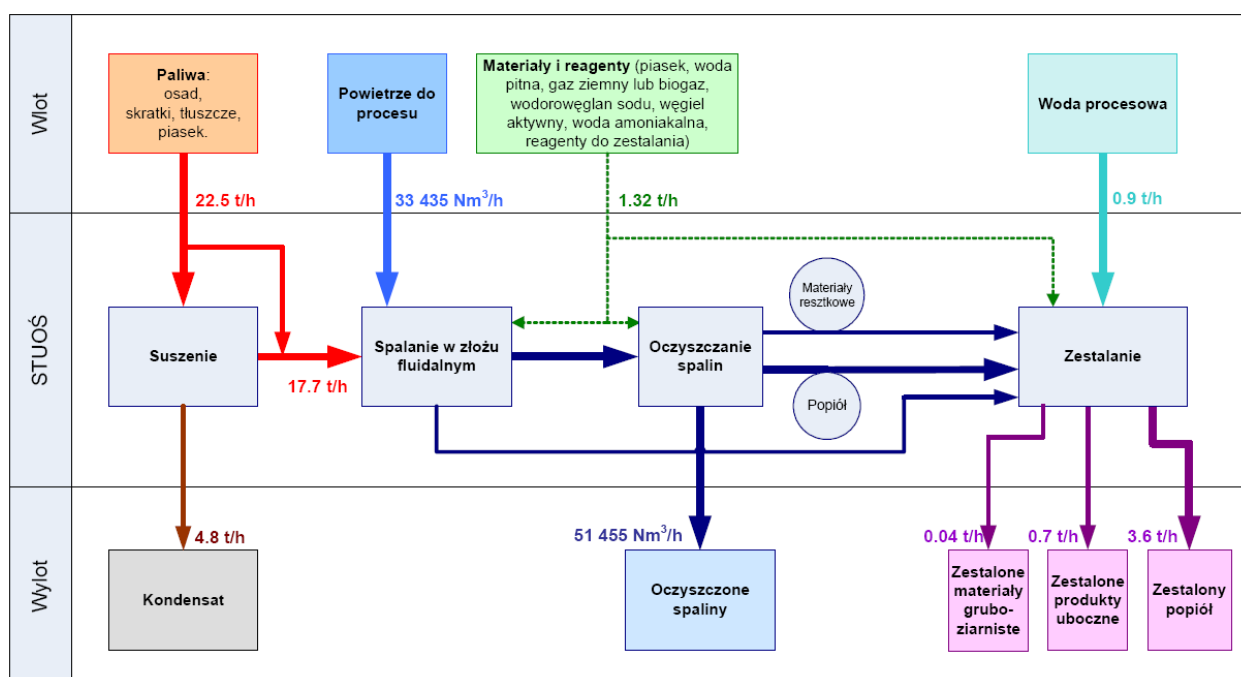 Wlot
Paliwa:
osad,
skratki, tłuszcze,
piasek.
Powietrze do
procesu
Materiały i reagenty (piasek, woda
pitna, gaz ziemny lub biogaz,
wodorowęglan sodu, węgiel
aktywny, woda amoniakalna,
reagenty do zestalania)
Woda procesowa
22.5 t/h
33 435 Nm³/h
1.32 t/h
0.9 t/h
STUOŚ
Suszenie
17.7 t/h
Spalanie w złożu
fluidalnym
Oczyszczanie
spalin
Materiały
resztkowe
Popiół
Zestalanie
Wylot
4.8 t/h
51 455 Nm³/h
0.04 t/h
0.7 t/h
3.6 t/h
Kondensat
Oczyszczone
spaliny
Zestalone
materiały
grubo-
ziarniste
Zestalone
produkty
uboczne
Zestalony
popiół